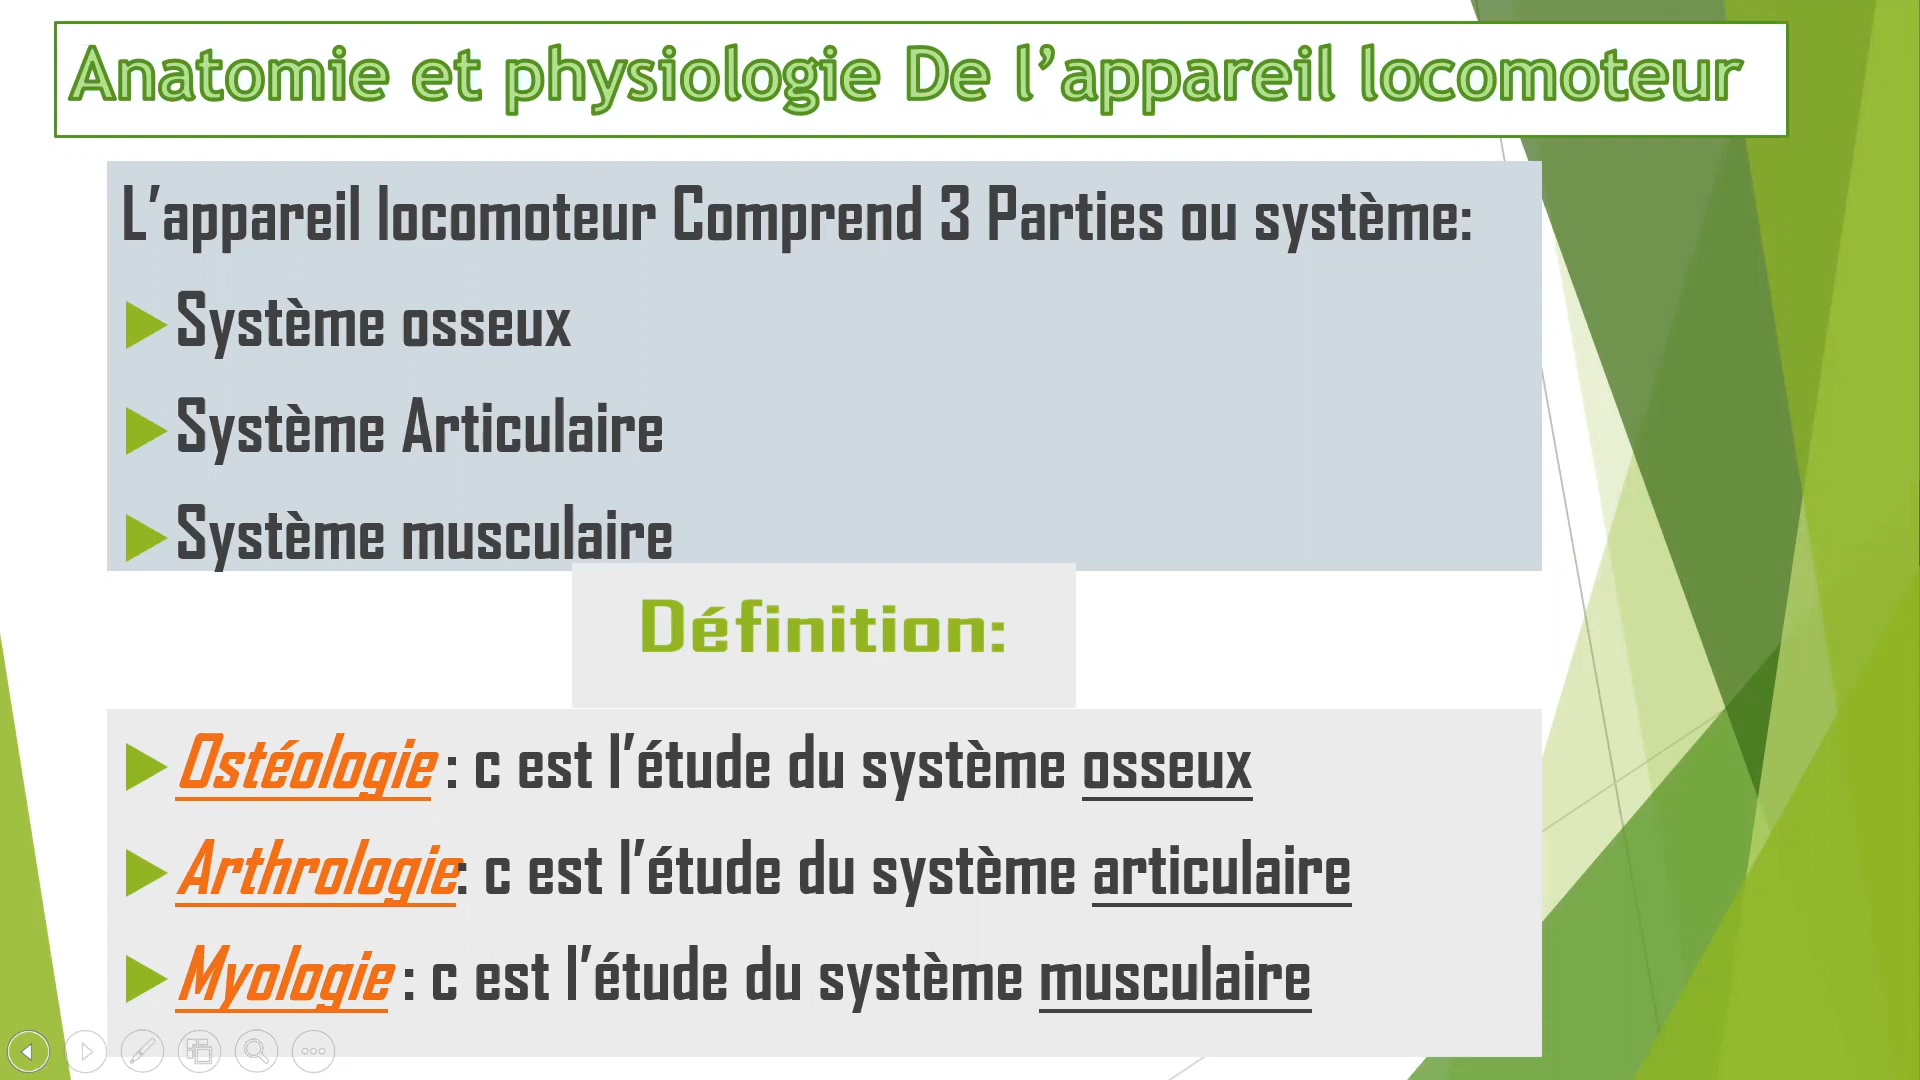 Anatomie et physiologie De l’appareil locomoteur
L’appareil locomoteur Comprend 3 Parties ou système:
Système osseux
Système Articulaire
Système musculaire
Définition:
Ostéologie : c est l’étude du système osseux
Arthrologie: c est l’étude du système articulaire
Myologie : c est l’étude du système musculaire